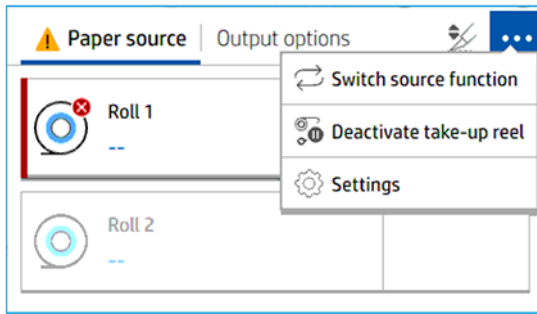 Paper source
Output options
Switch source function
Roll 1
--
Deactivate take-up reel
Settings
Roll 2
--